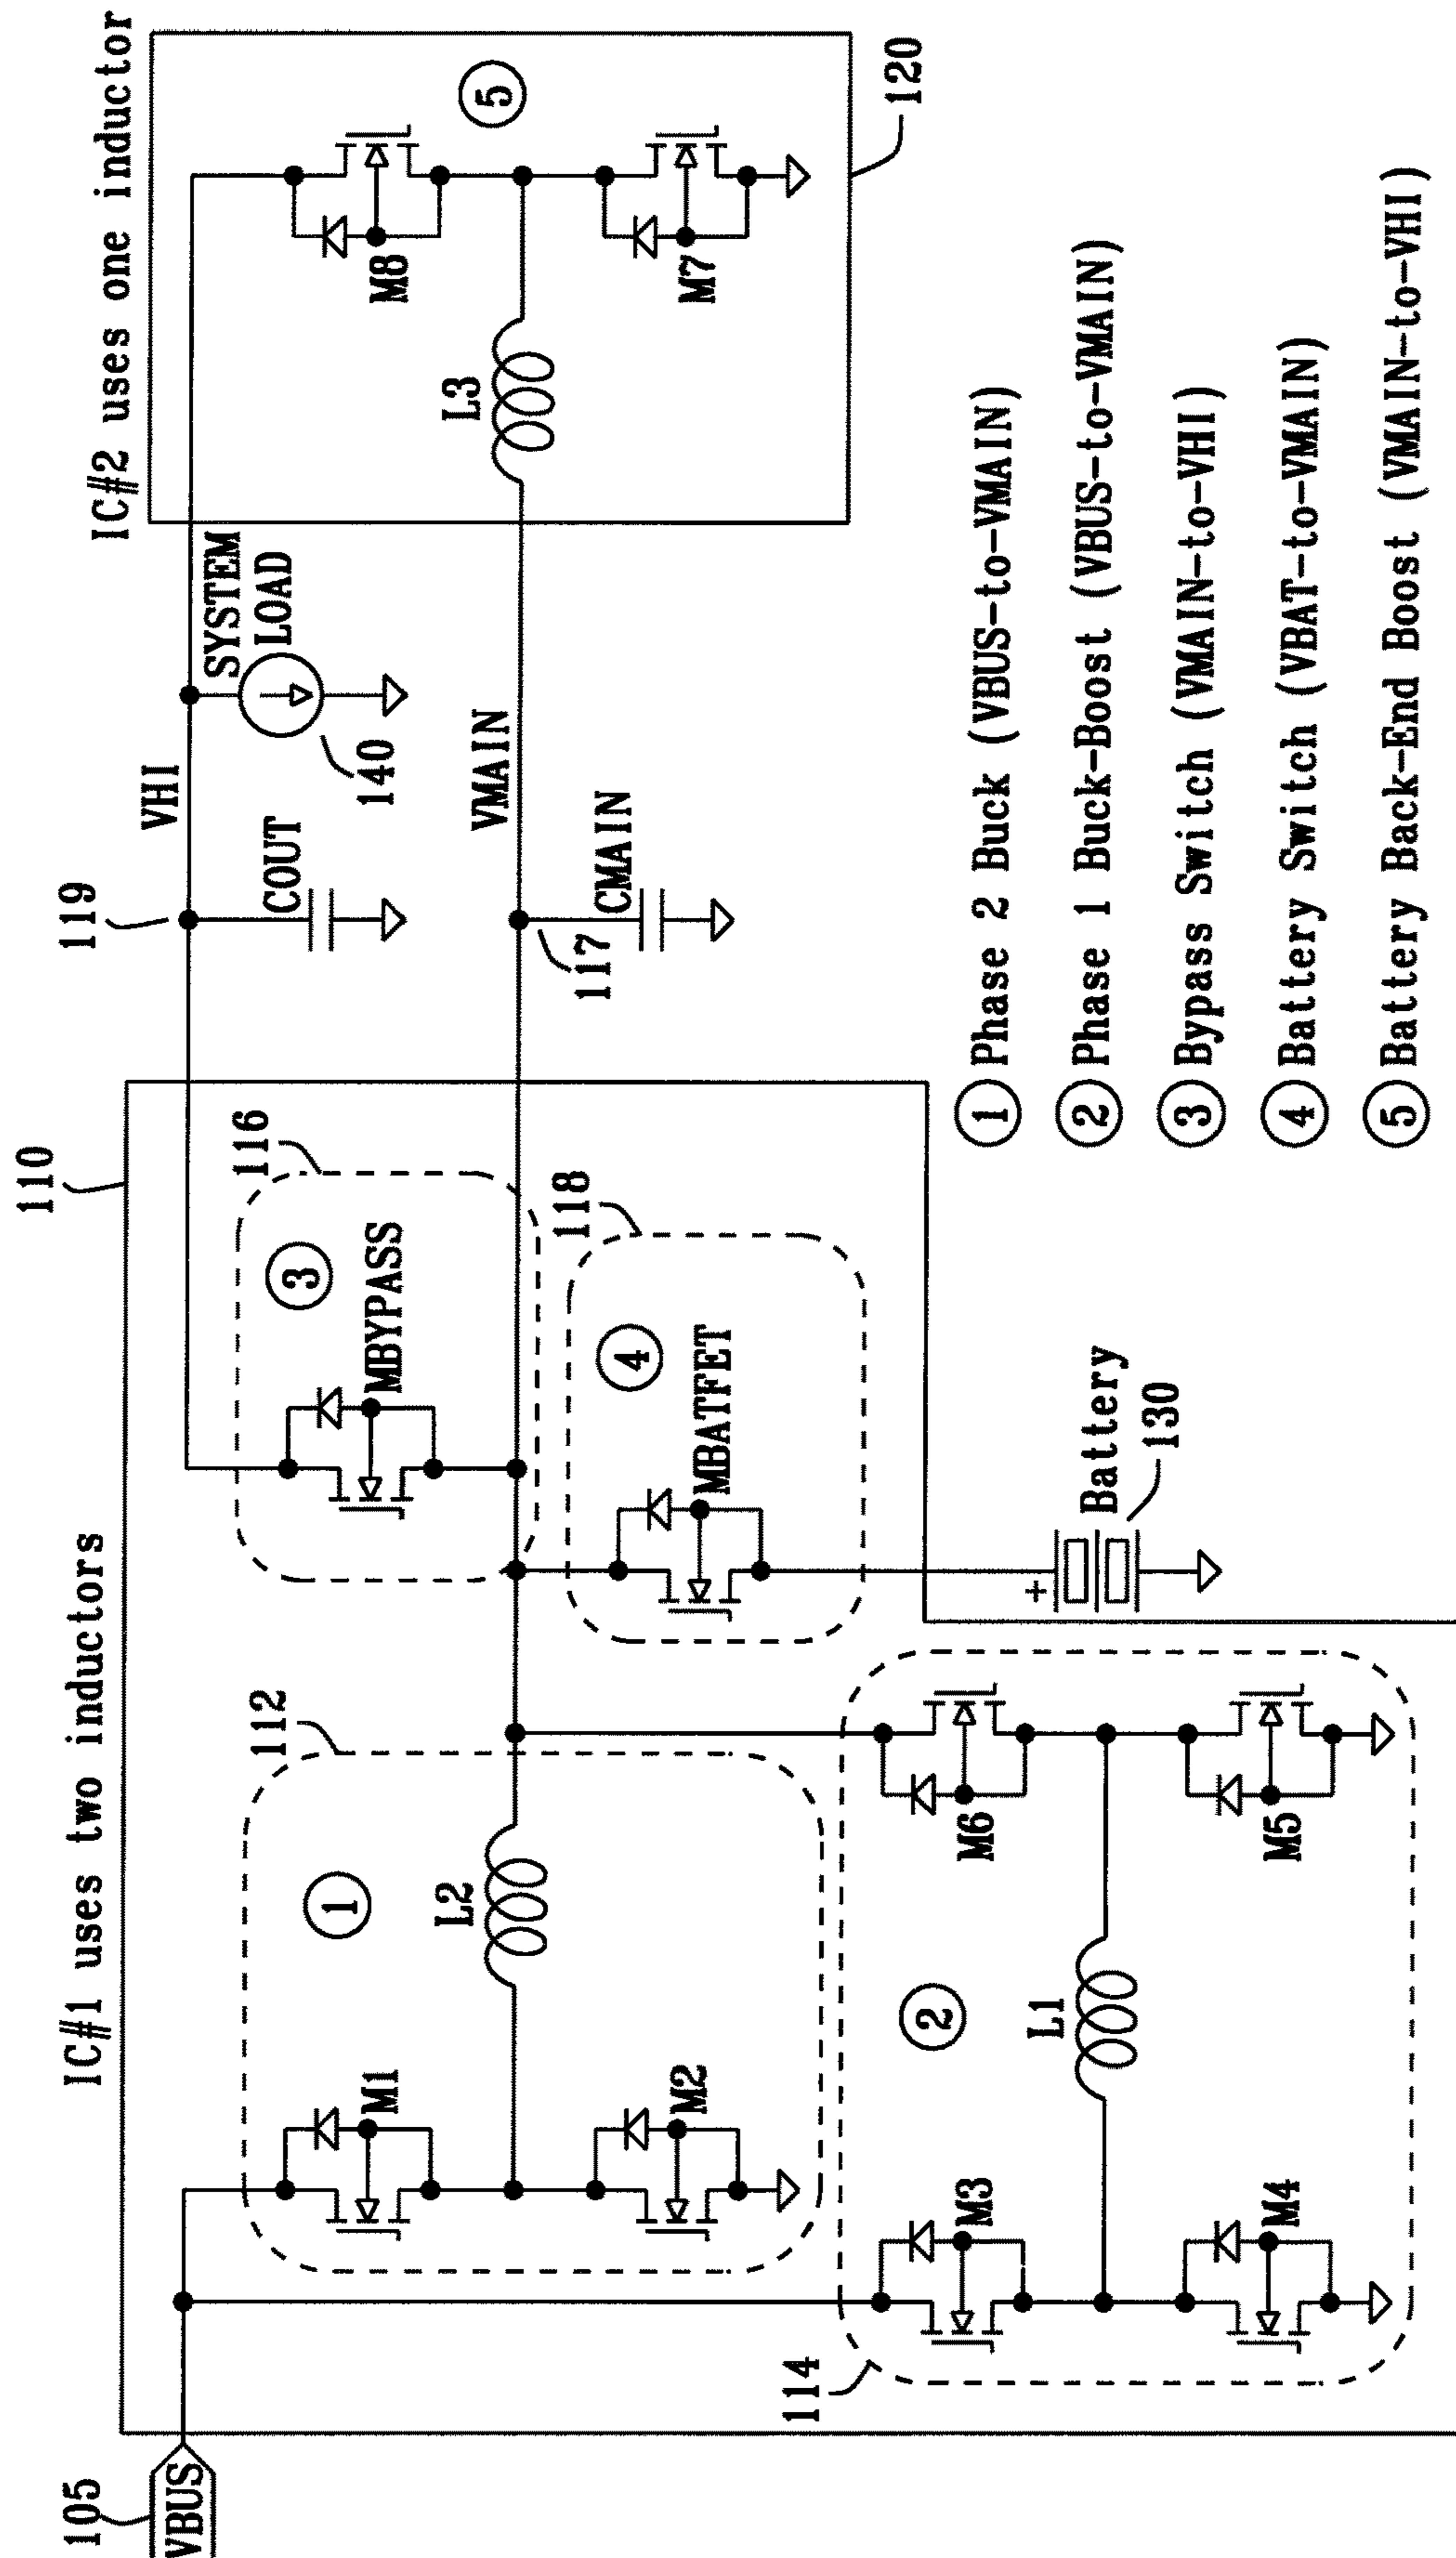 IC#1 uses two inductors
IC#2 uses one inductor
105
VBUS
110
112
1
M1
M2
L2
114
2
M3
M4
L1
M6
M5
116
3
MBYPASS
118
4
MBATFET
Battery
130
+
119
VHI
COUT
SYSTEM
LOAD
140
VMAIN
117
CMAIN
L3
M8
M7
5
120
1 Phase 2 Buck (VBUS-to-VMAIN)
2 Phase 1 Buck-Boost (VBUS-to-VMAIN)
3 Bypass Switch (VMAIN-to-VHI)
4 Battery Switch (VBAT-to-VMAIN)
5 Battery Back-End Boost (VMAIN-to-VHI)